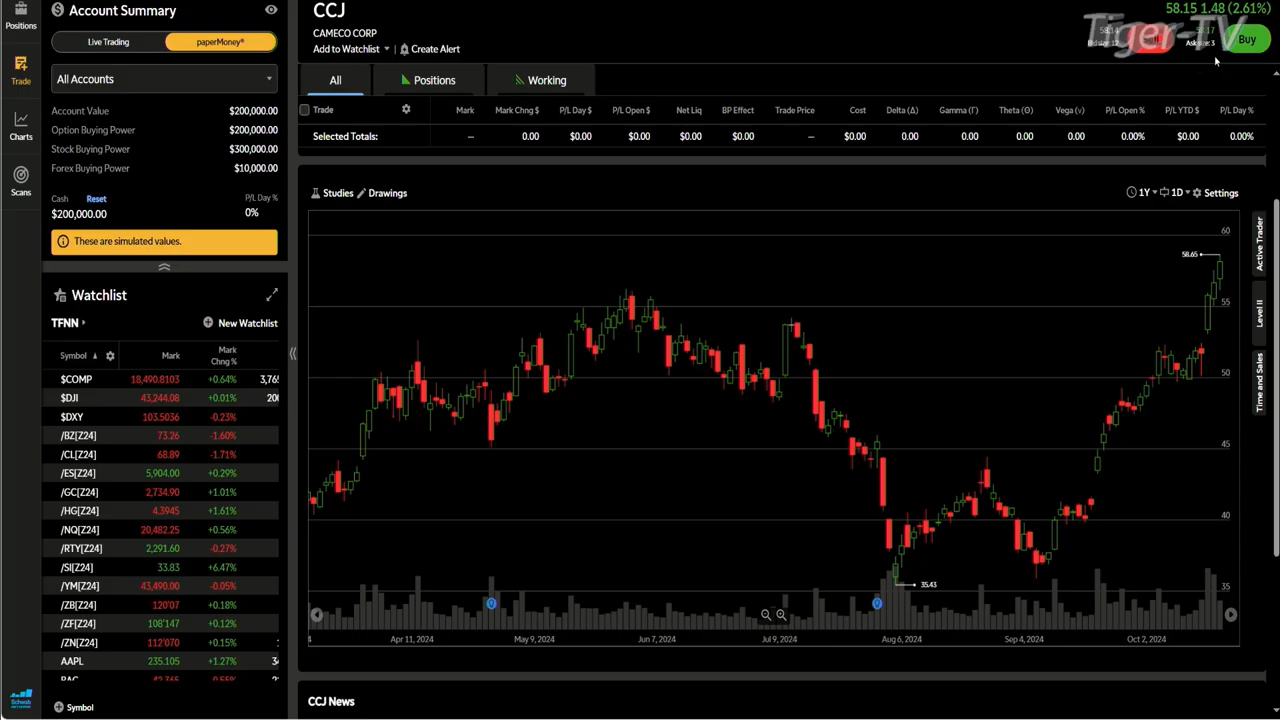 Positions
Trade
Charts
Scans
Schwab
NETWORK
Account Summary
Live Trading paperMoney®
All Accounts
Account Value $200,000.00
Option Buying Power $200,000.00
Stock Buying Power $300,000.00
Forex Buying Power $10,000.00
Cash Reset P/L Day %
$200,000.00 0%
These are simulated values.
Watchlist
TFNN New Watchlist
Symbol Mark Mark
Chng %
$COMP 18,490.8103 +0.64%
$DJI 43,244.08 +0.01%
$DXY 103.5036 -0.23%
/BZ[Z24] 73.26 -1.60%
/CL[Z24] 68.89 -1.71%
/ES[Z24] 5,904.00 +0.29%
/GC[Z24] 2,734.90 +1.01%
/HG[Z24] 4.3945 +1.61%
/NQ[Z24] 20,482.25 +0.56%
/RTY[Z24] 2,291.60 -0.27%
/SI[Z24] 33.83 +6.47%
/YM[Z24] 43,490.00 -0.05%
/ZB[Z24] 120'07 +0.18%
/ZF[Z24] 108'147 +0.12%
/ZN[Z24] 112'070 +0.15%
AAPL 235.105 +1.27%
Symbol
CCJ 58.15 1.48 (2.61%)
CAMECO CORP
Add to Watchlist Create Alert
Tiger-TV
58.17
Ask size: 3
Buy
All Positions Working
Trade Mark Mark Chng $ P/L Day $ P/L Open $ Net Liq BP Effect Trade Price Cost Delta (Δ) Gamma (Γ) Theta (Θ) Vega (ν) P/L Open % P/L YTD $ P/L Day %
Selected Totals: — 0.00 $0.00 $0.00 $0.00 $0.00 — $0.00 0.00 0.00 0.00 0.00 0.00% $0.00 0.00%
Studies Drawings 1Y 1D Settings
60
58.65
55
50
45
40
35.43
35
Apr 11, 2024 May 9, 2024 Jun 7, 2024 Jul 9, 2024 Aug 6, 2024 Sep 4, 2024 Oct 2, 2024
Active Trader
Level II
Time and Sales
CCJ News